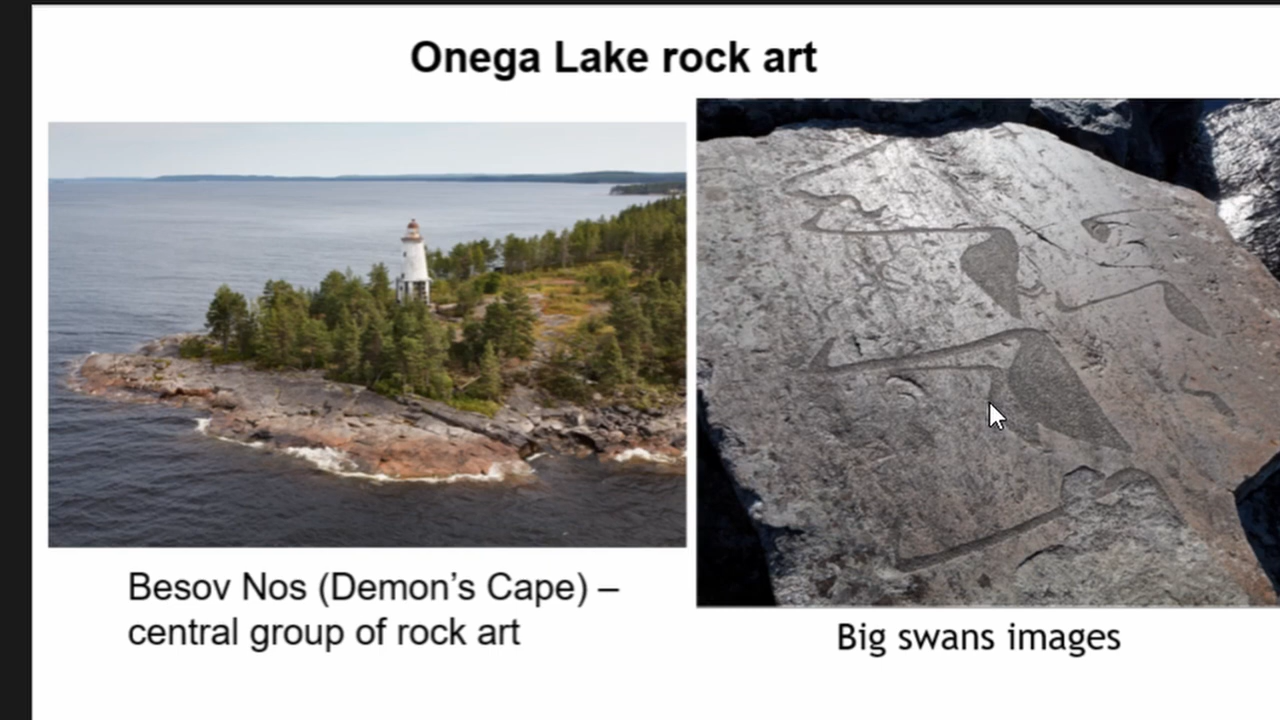 Onega Lake rock art
Besov Nos (Demon’s Cape) –
central group of rock art
Big swans images